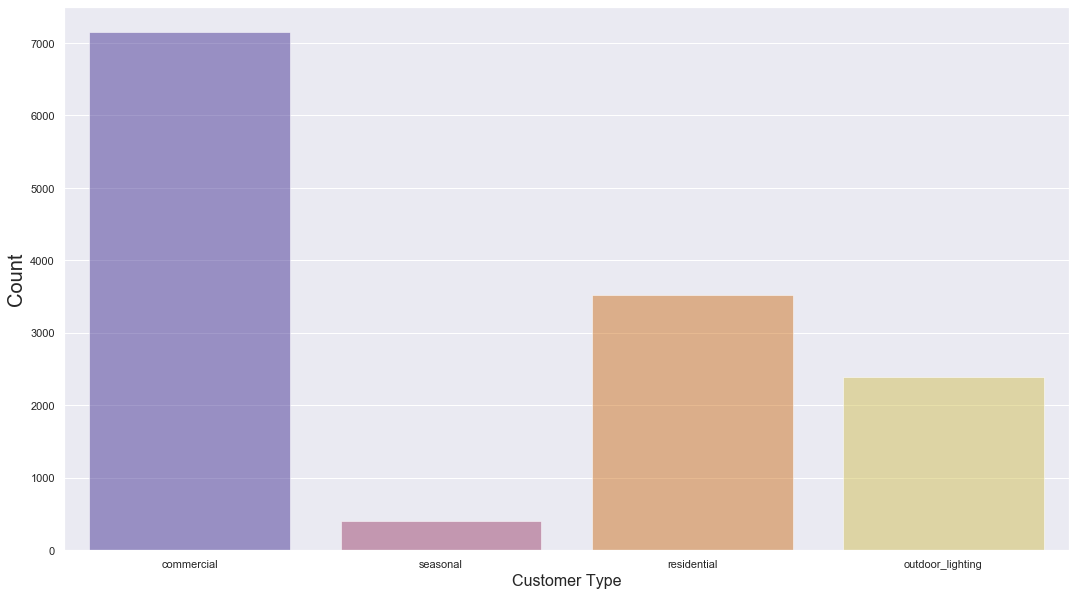 7000
6000
5000
4000
3000
2000
1000
0
Count
commercial
seasonal
residential
outdoor_lighting
Customer Type